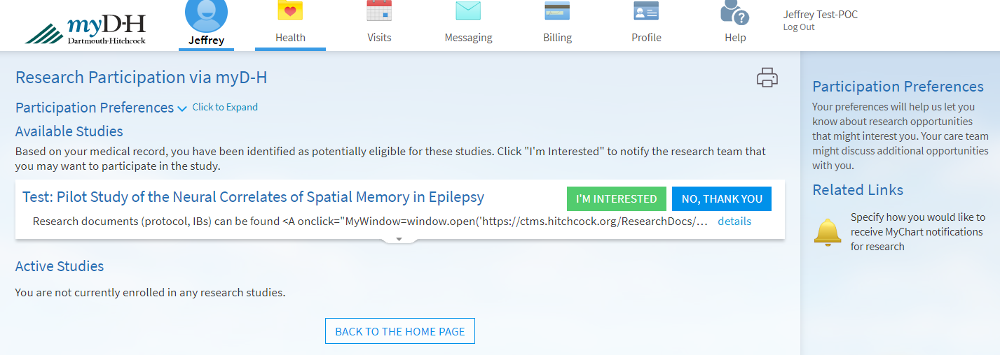 myD-H
Dartmouth-Hitchcock
Jeffrey
Health
Visits
Messaging
Billing
Profile
Help
Jeffrey Test-POC
Log Out
Research Participation via myD-H
Participation Preferences Click to Expand
Available Studies
Based on your medical record, you have been identified as potentially eligible for these studies. Click "I'm Interested" to notify the research team that
you may want to participate in the study.
Test: Pilot Study of the Neural Correlates of Spatial Memory in Epilepsy
I'M INTERESTED
NO, THANK YOU
Research documents (protocol, IBs) can be found <A onclick="MyWindow=window.open('https://ctms.hitchcock.org/ResearchDocs/... details
Active Studies
You are not currently enrolled in any research studies.
BACK TO THE HOME PAGE
Participation Preferences
Your preferences will help us let you
know about research opportunities
that might interest you. Your care team
might discuss additional opportunities
with you.
Related Links
Specify how you would like to
receive MyChart notifications
for research